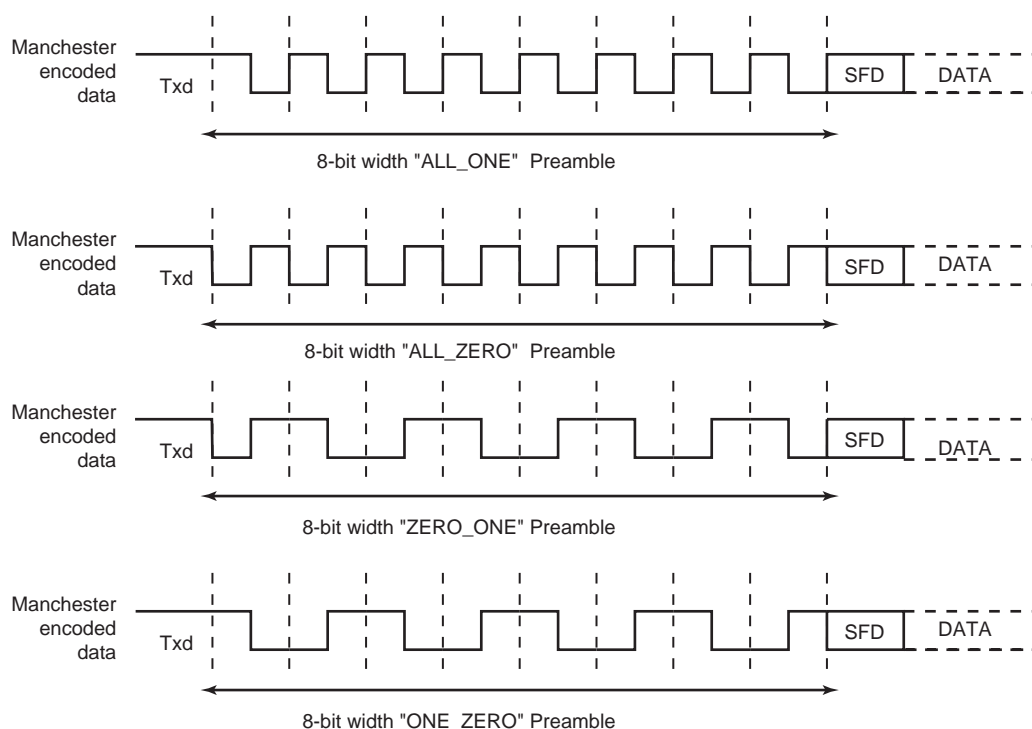 Manchester
encoded
data
Txd
SFD
DATA
8-bit width "ALL_ONE" Preamble
Manchester
encoded
data
Txd
SFD
DATA
8-bit width "ALL_ZERO" Preamble
Manchester
encoded
data
Txd
SFD
DATA
8-bit width "ZERO_ONE" Preamble
Manchester
encoded
data
Txd
SFD
DATA
8-bit width "ONE_ZERO" Preamble